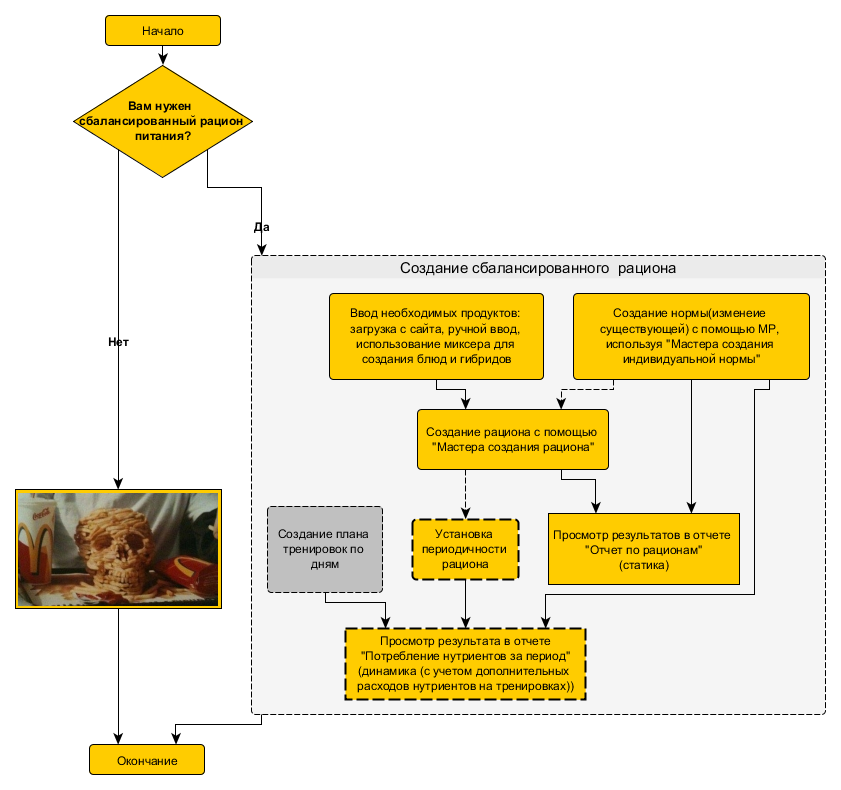 Начало
Вам нужен
сбалансированный рацион
питания?
Да
Создание сбалансированного рациона
Ввод необходимых продуктов:
загрузка с сайта, ручной ввод,
использование миксера для
создания блюд и гибридов
Создание нормы(изменеие
существующей) с помощью МР,
используя "Мастера создания
индивидуальной нормы"
Нет
Создание рациона с помощью
"Мастера создания рациона"
Создание плана
тренировок по
дням
Установка
периодичности
рациона
Просмотр результатов в отчете
"Отчет по рационам"
(статика)
Coca-Cola
Просмотр результата в отчете
"Потребление нутриентов за период"
(динамика (с учетом дополнительных
расходов нутриентов на тренировках))
Окончание